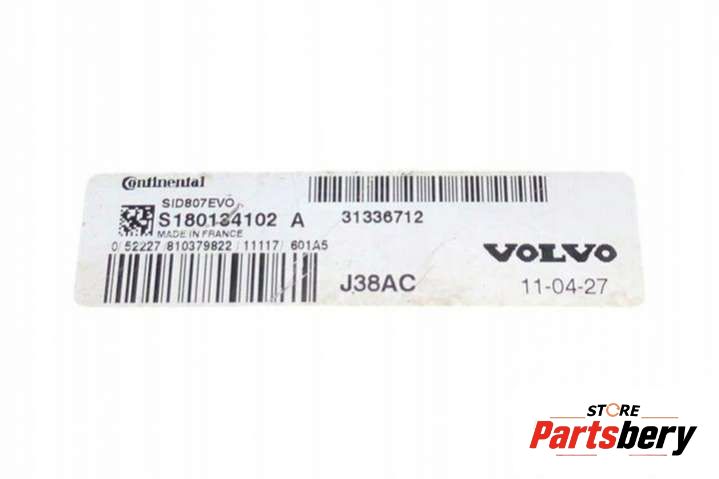 Continental
SID807EVO
S180134102 A
MADE IN FRANCE
0/52227/810379822/11117/601A5
31336712
J38AC
VOLVO
11-04-27
STORE
Partsbery